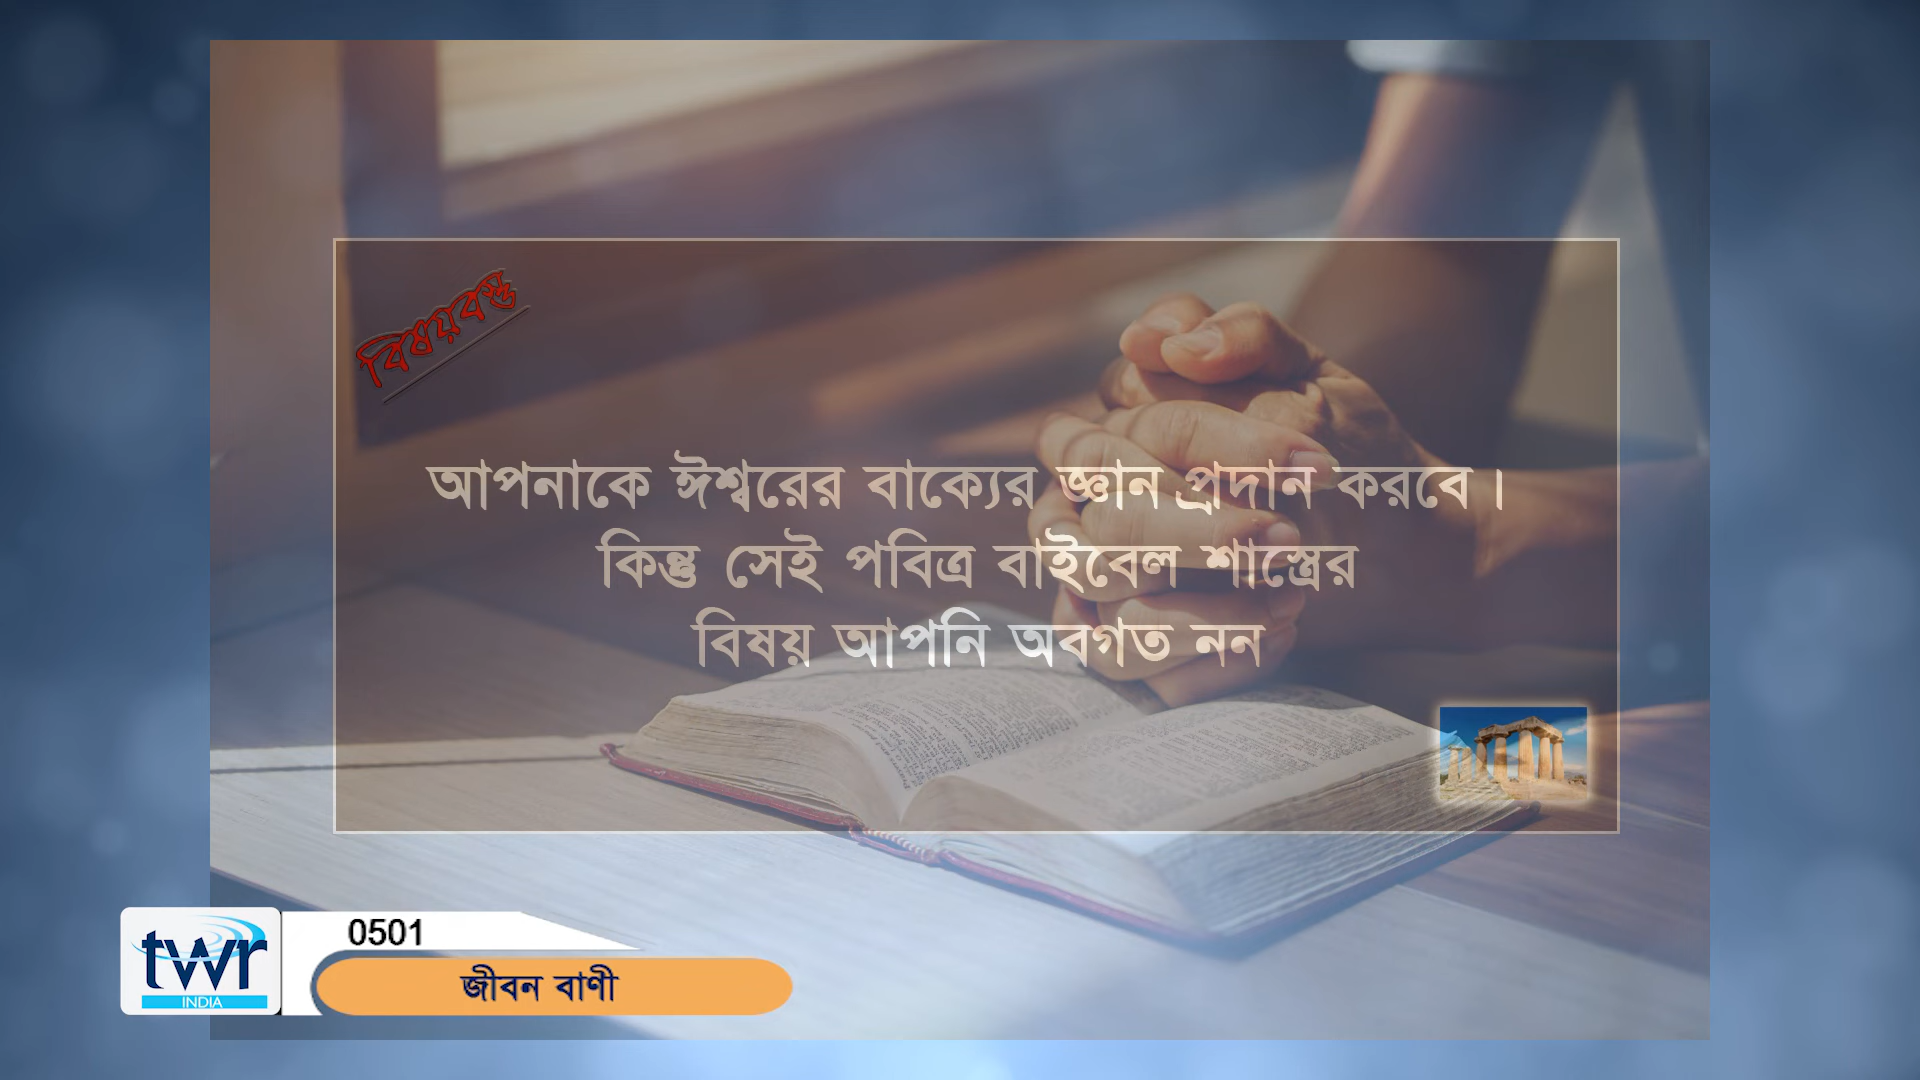 বিষয়বস্তু
আপনাকে ঈশ্বরের বাক্যের জ্ঞান প্রদান করবে।
কিন্তু সেই পবিত্র বাইবেল শাস্ত্রের
বিষয় আপনি অবগত নন
0501
twr
INDIA
জীবন বাণী